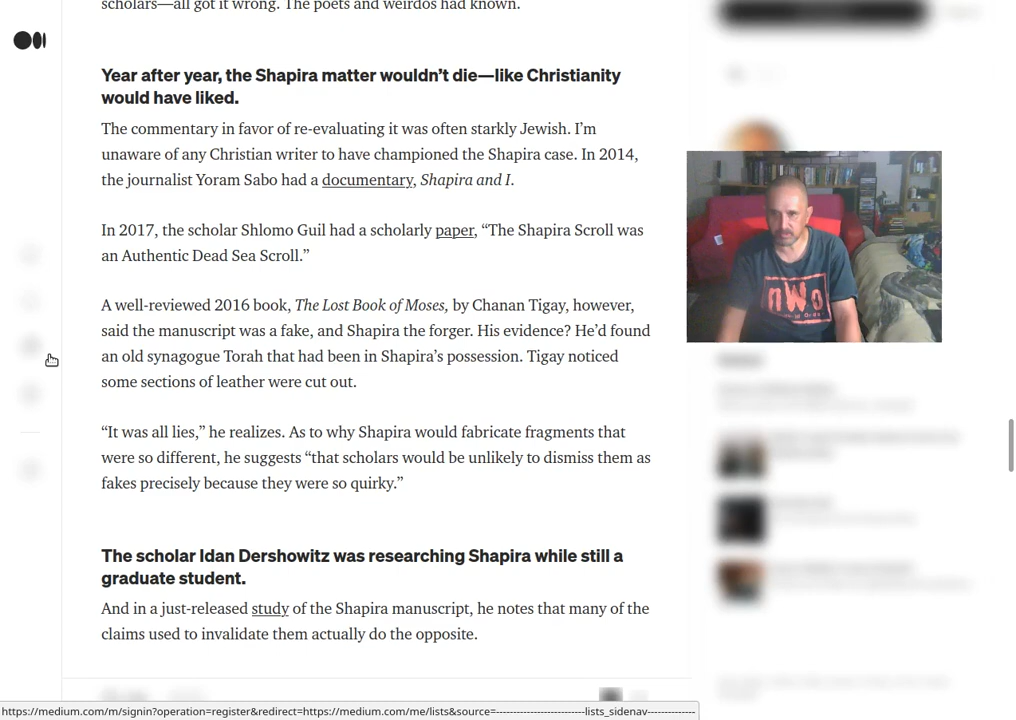 scholars—all got it wrong. The poets and weirdos had known.
Year after year, the Shapira matter wouldn’t die—like Christianity
would have liked.
The commentary in favor of re-evaluating it was often starkly Jewish. I’m
unaware of any Christian writer to have championed the Shapira case. In 2014,
the journalist Yoram Sabo had a documentary, Shapira and I.
In 2017, the scholar Shlomo Guil had a scholarly paper, “The Shapira Scroll was
an Authentic Dead Sea Scroll.”
A well-reviewed 2016 book, The Lost Book of Moses, by Chanan Tigay, however,
said the manuscript was a fake, and Shapira the forger. His evidence? He’d found
an old synagogue Torah that had been in Shapira’s possession. Tigay noticed
some sections of leather were cut out.
“It was all lies,” he realizes. As to why Shapira would fabricate fragments that
were so different, he suggests “that scholars would be unlikely to dismiss them as
fakes precisely because they were so quirky.”
The scholar Idan Dershowitz was researching Shapira while still a
graduate student.
And in a just-released study of the Shapira manuscript, he notes that many of the
claims used to invalidate them actually do the opposite.
nWo
https://medium.com/m/signin?operation=register&redirect=https://medium.com/me/lists&source=--------------------------lists_sidenav--------------